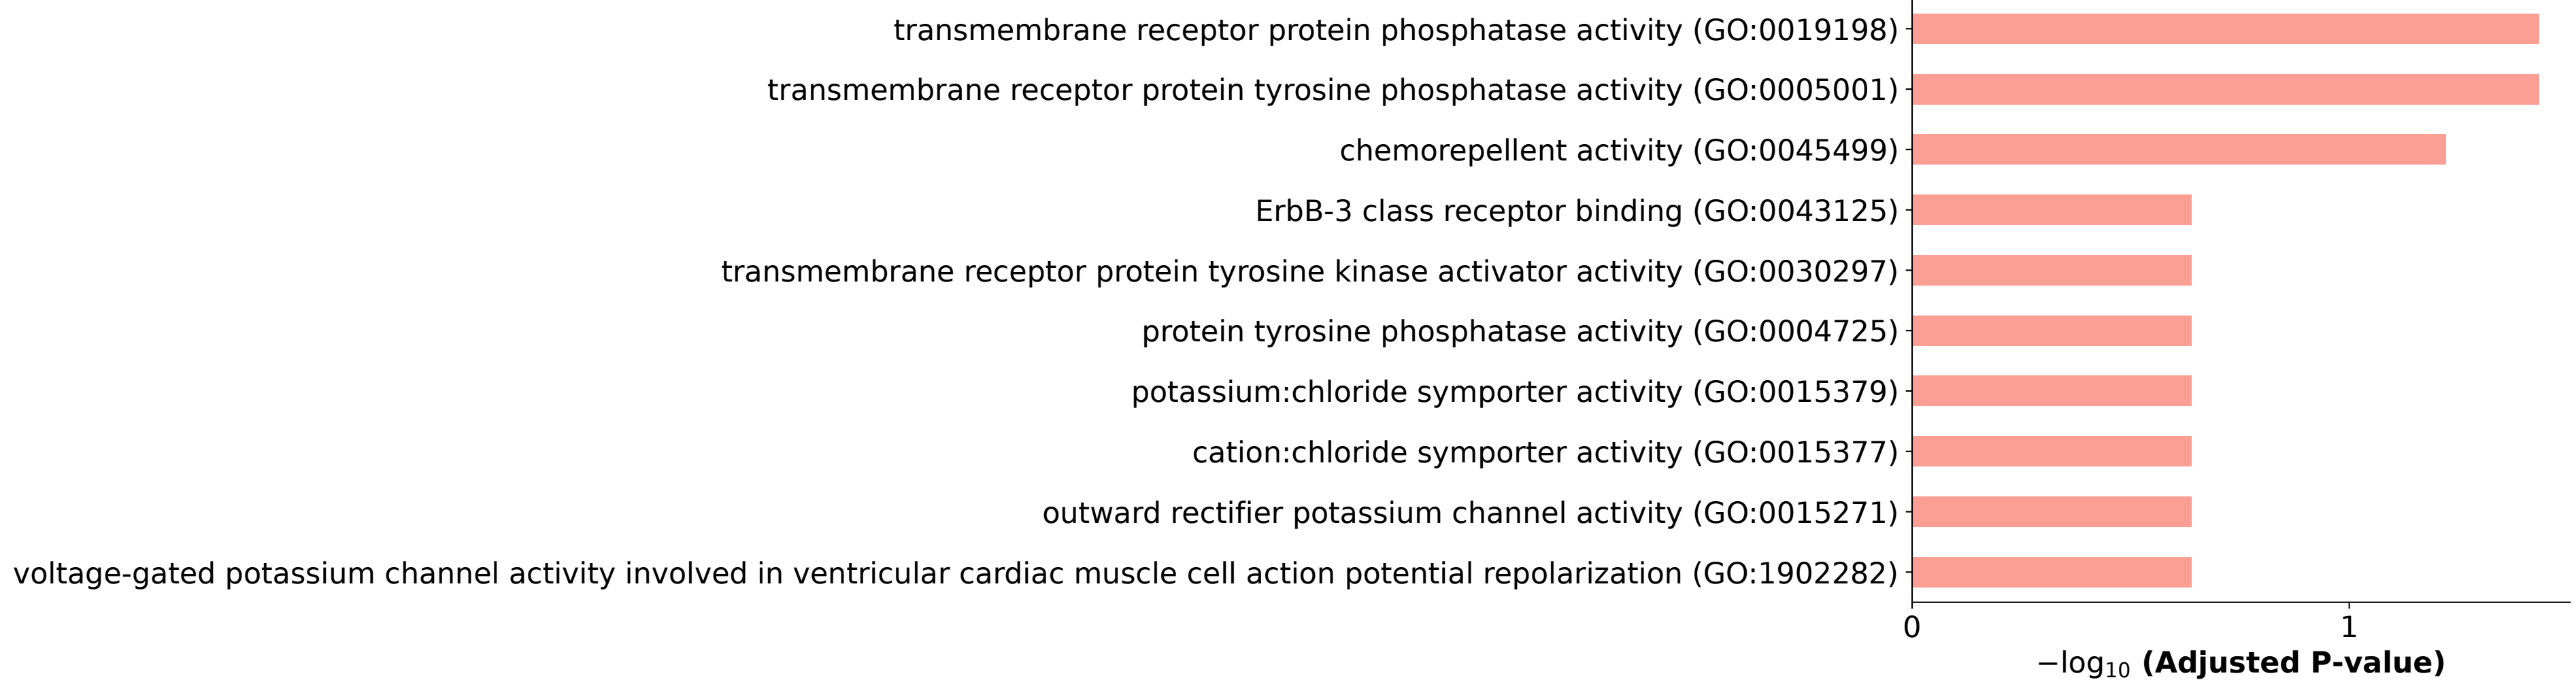 transmembrane receptor protein phosphatase activity (GO:0019198)
transmembrane receptor protein tyrosine phosphatase activity (GO:0005001)
chemorepellent activity (GO:0045499)
ErbB-3 class receptor binding (GO:0043125)
transmembrane receptor protein tyrosine kinase activator activity (GO:0030297)
protein tyrosine phosphatase activity (GO:0004725)
potassium:chloride symporter activity (GO:0015379)
cation:chloride symporter activity (GO:0015377)
outward rectifier potassium channel activity (GO:0015271)
voltage-gated potassium channel activity involved in ventricular cardiac muscle cell action potential repolarization (GO:1902282)
0 1
−log₁₀ (Adjusted P-value)